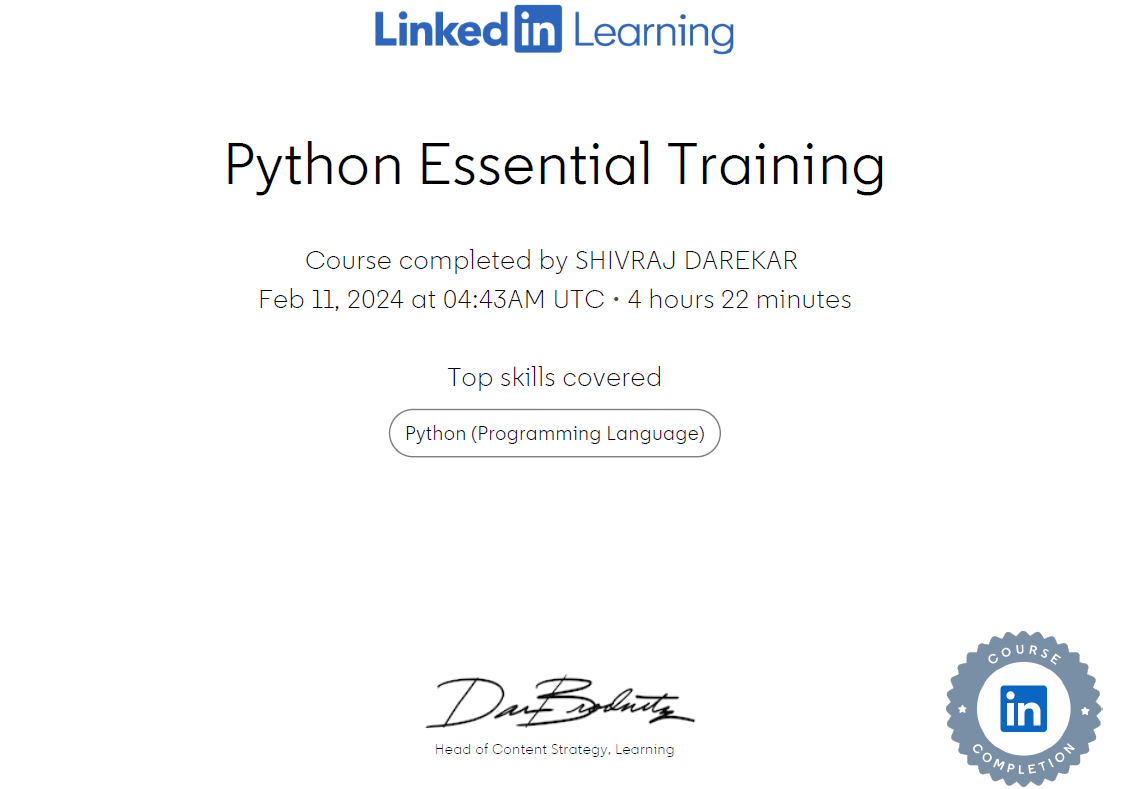 LinkedIn Learning
Python Essential Training
Course completed by SHIVRAJ DAREKAR
Feb 11, 2024 at 04:43AM UTC • 4 hours 22 minutes
Top skills covered
Python (Programming Language)
Dan Brodnitz
Head of Content Strategy, Learning
COURSE
in
COMPLETION